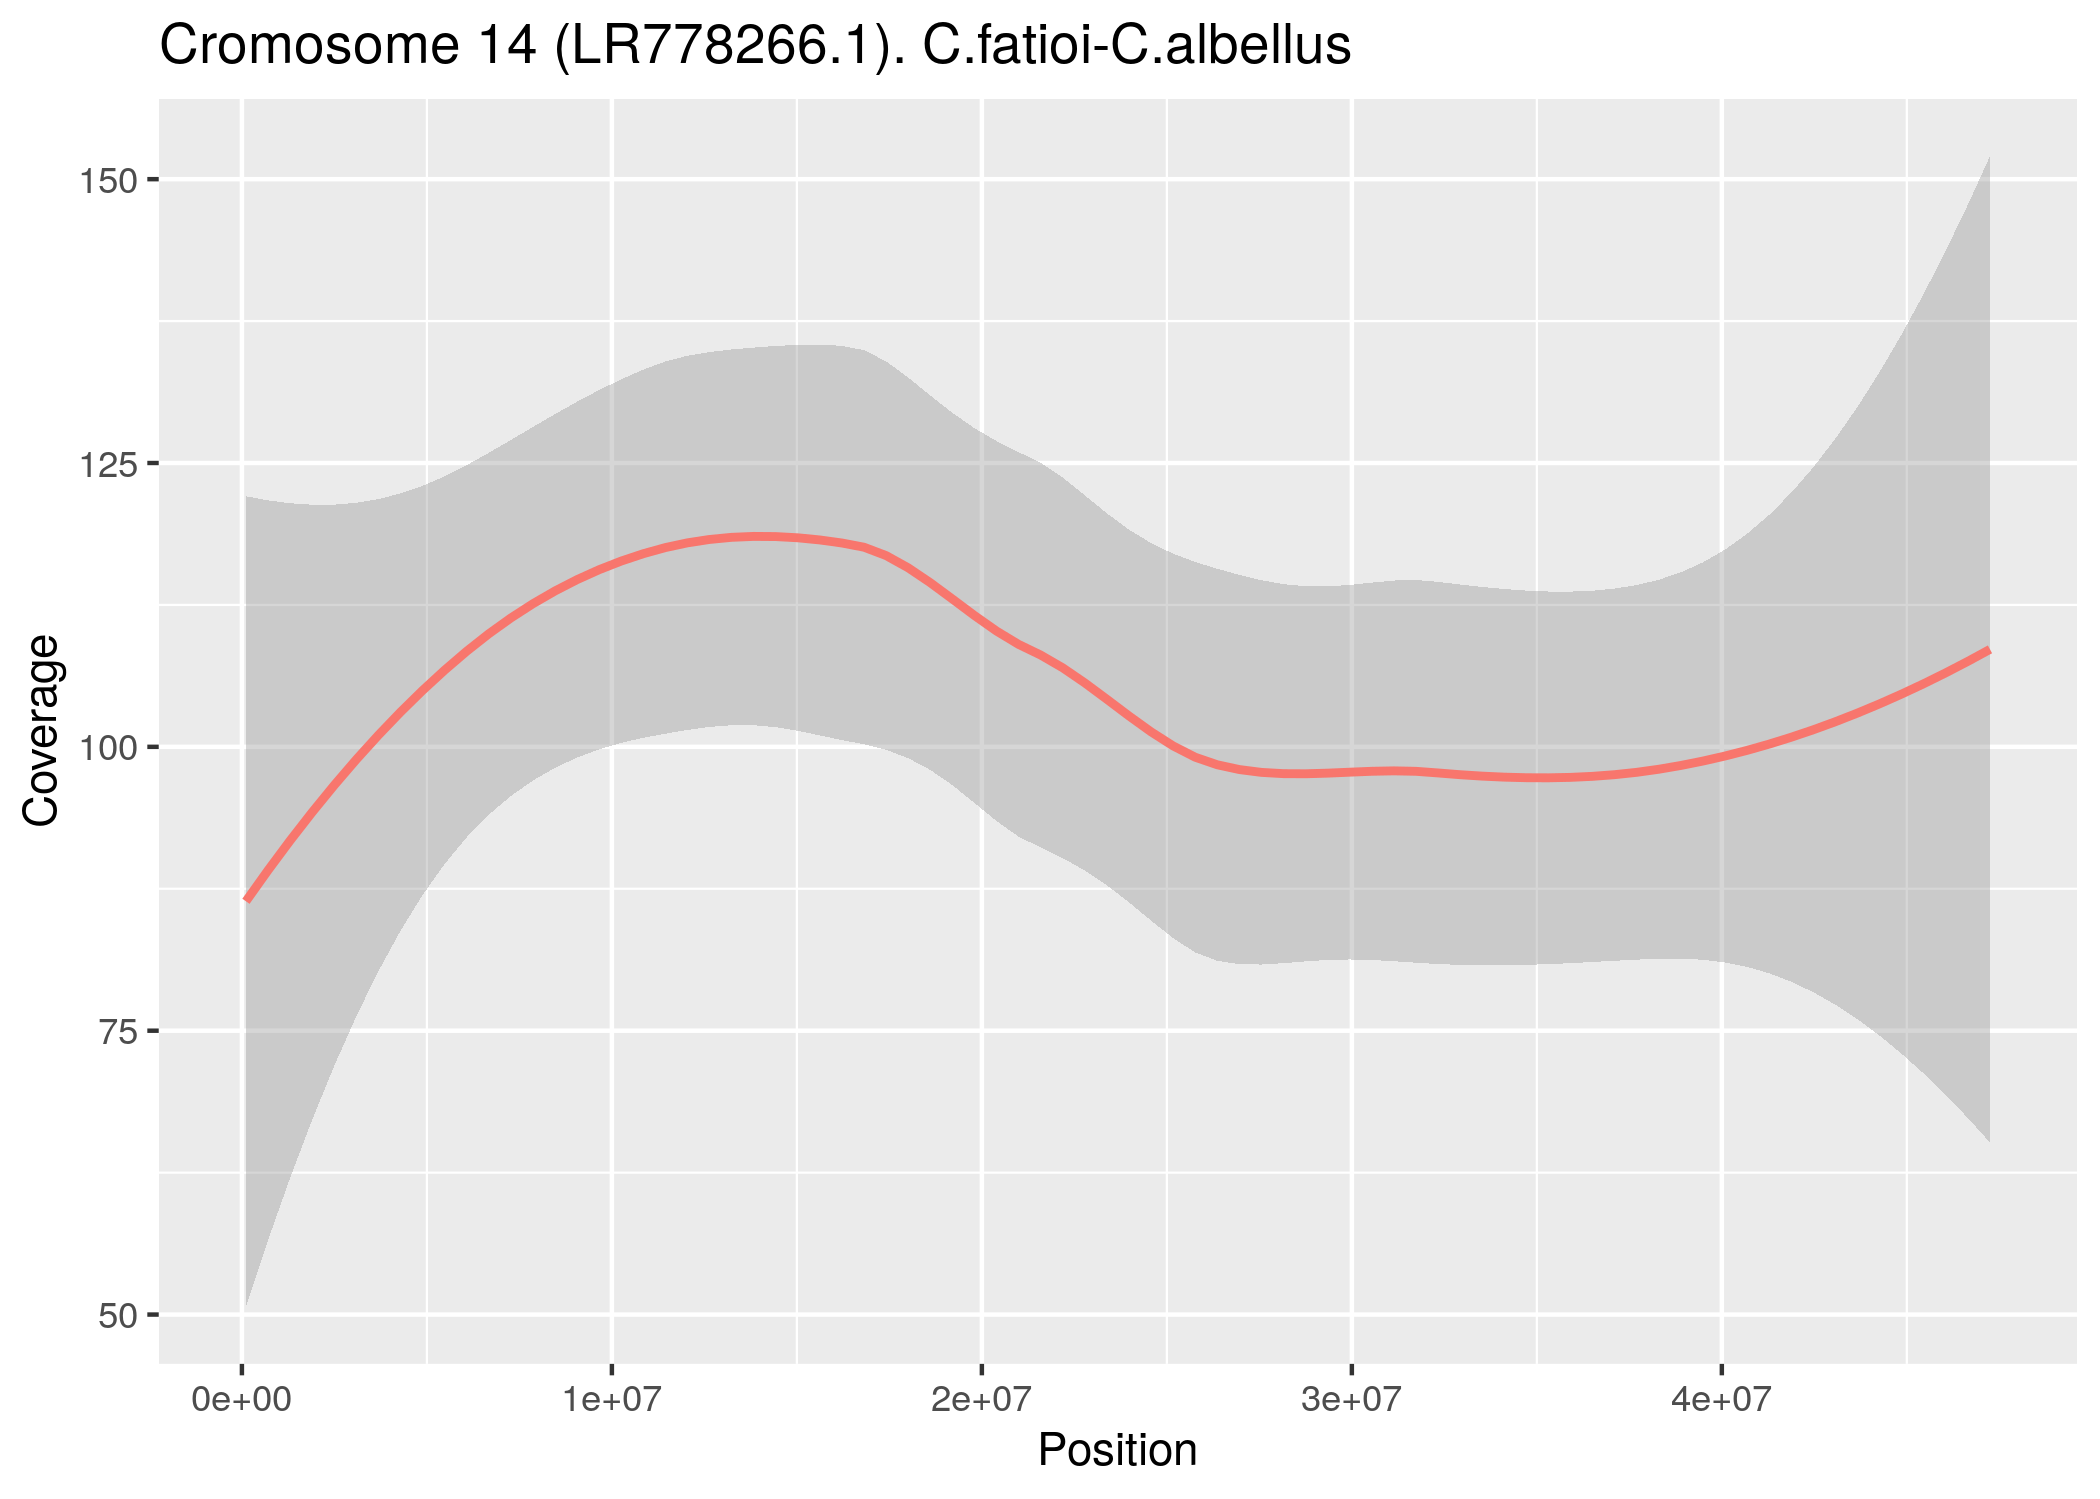 Cromosome 14 (LR778266.1). C.fatioi-C.albellus
150
125
100
75
50
Coverage
0e+00 1e+07 2e+07 3e+07 4e+07
Position